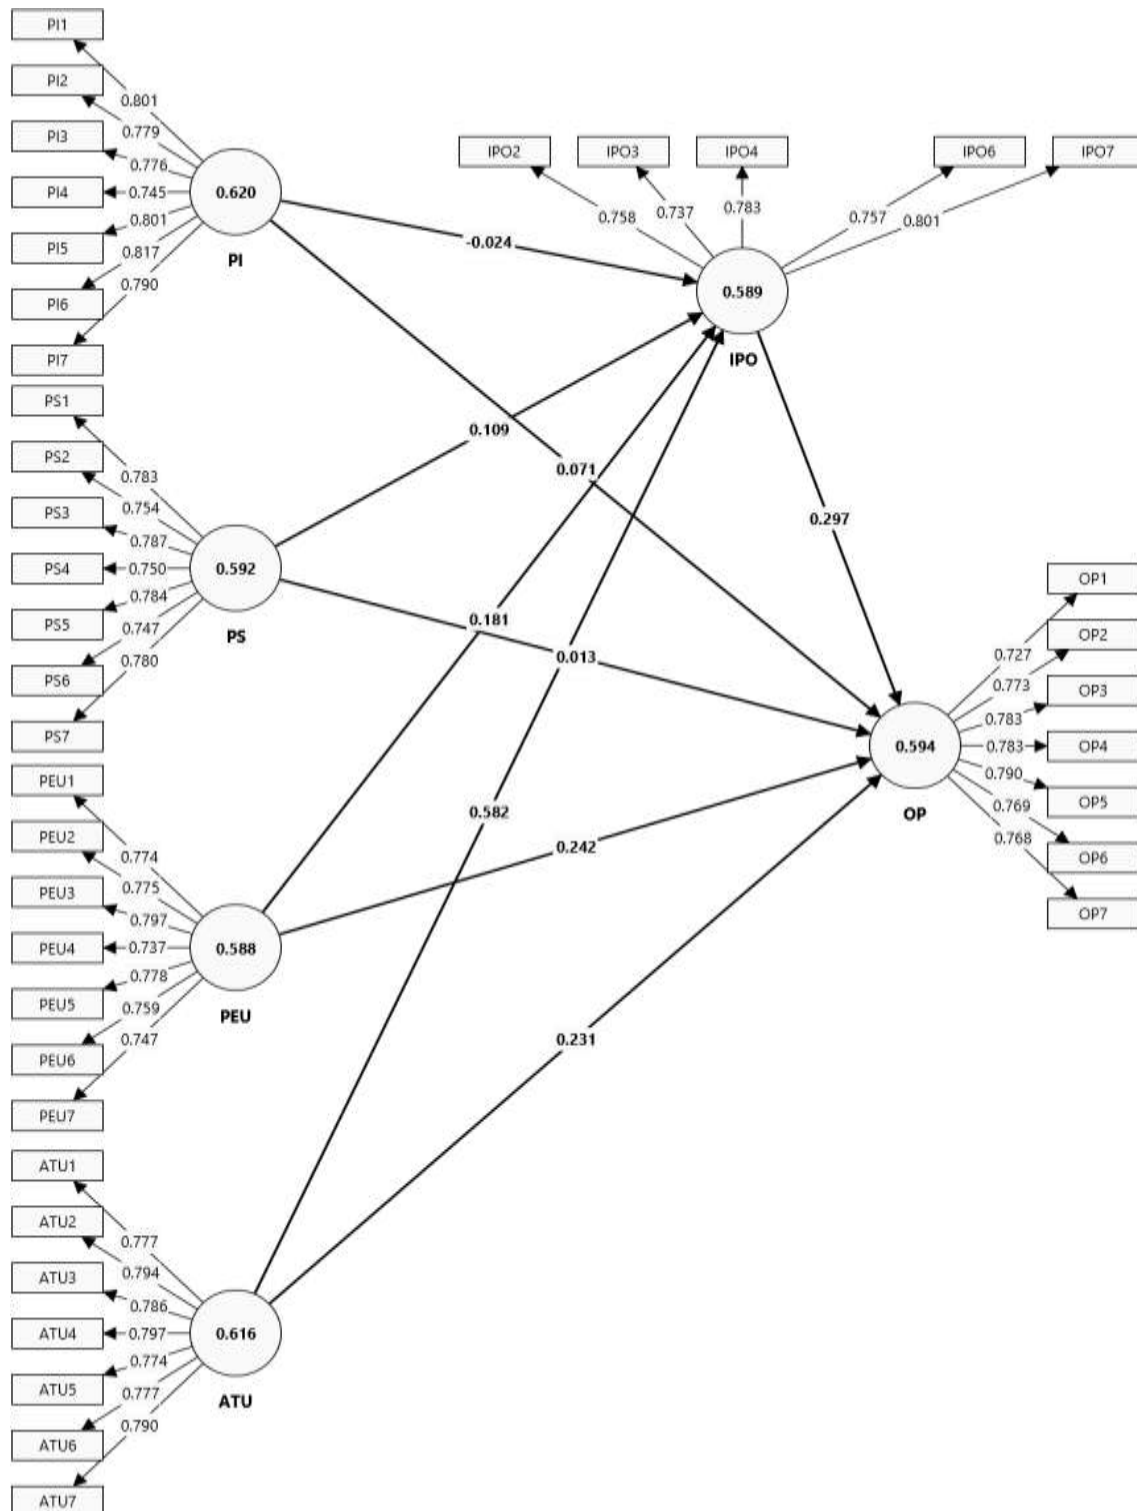 PI1
PI2
PI3
PI4
PI5
PI6
PI7
0.801
0.779
0.776
0.745
0.801
0.817
0.790
0.620
PI
IPO2
IPO3
IPO4
IPO6
IPO7
0.758
0.737
0.783
0.757
0.801
0.589
IPO
-0.024
0.109
0.071
0.297
PS1
PS2
PS3
PS4
PS5
PS6
PS7
0.783
0.754
0.787
0.750
0.784
0.747
0.780
0.592
PS
0.181
0.013
OP1
OP2
OP3
OP4
OP5
OP6
OP7
0.727
0.773
0.783
0.783
0.790
0.769
0.768
0.594
OP
PEU1
PEU2
PEU3
PEU4
PEU5
PEU6
PEU7
0.774
0.775
0.797
0.737
0.778
0.759
0.747
0.588
PEU
0.582
0.242
0.231
ATU1
ATU2
ATU3
ATU4
ATU5
ATU6
ATU7
0.777
0.794
0.786
0.797
0.774
0.777
0.790
0.616
ATU